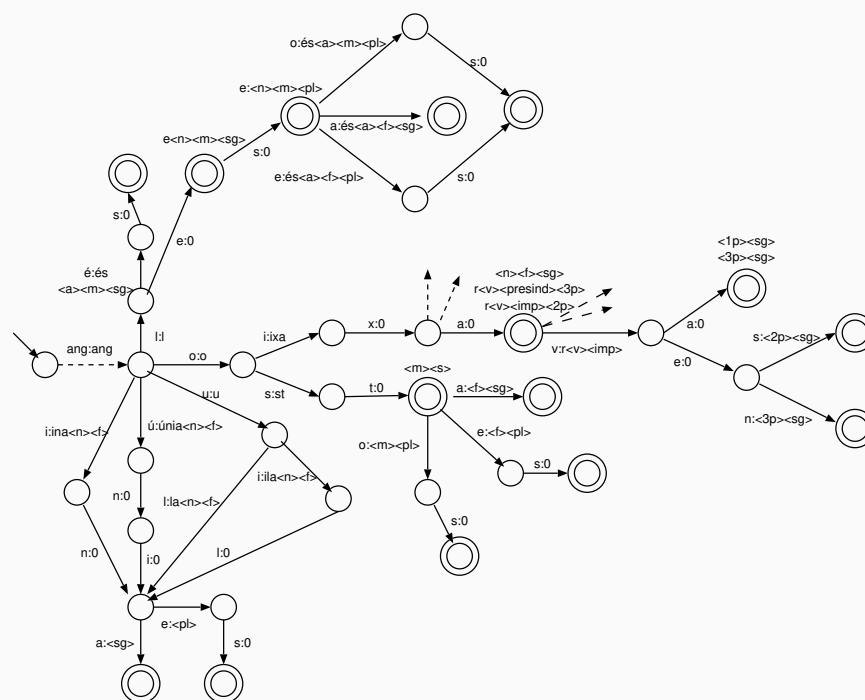 o:és<a><m><pl>
s:0
e:<n><m><pl>
a:és<a><f><sg>
e<n><m><sg>
s:0
e:és<a><f><pl>
s:0
s:0
e:0
é:és
<a><m><sg>
<1p><sg>
<3p><sg>
<n><f><sg>
r<v><presind><3p>
r<v><imp><2p>
l:l
i:ixa
x:0
a:0
v:r<v><imp>
a:0
s:<2p><sg>
ang:ang
o:o
e:0
u:u
s:st
t:0
<m><s>
a:<f><sg>
n:<3p><sg>
i:ina<n><f>
ú:únia<n><f>
o:<m><pl>
e:<f><pl>
i:ila<n><f>
s:0
n:0
l:la<n><f>
s:0
n:0
i:0
l:0
e:<pl>
a:<sg>
s:0